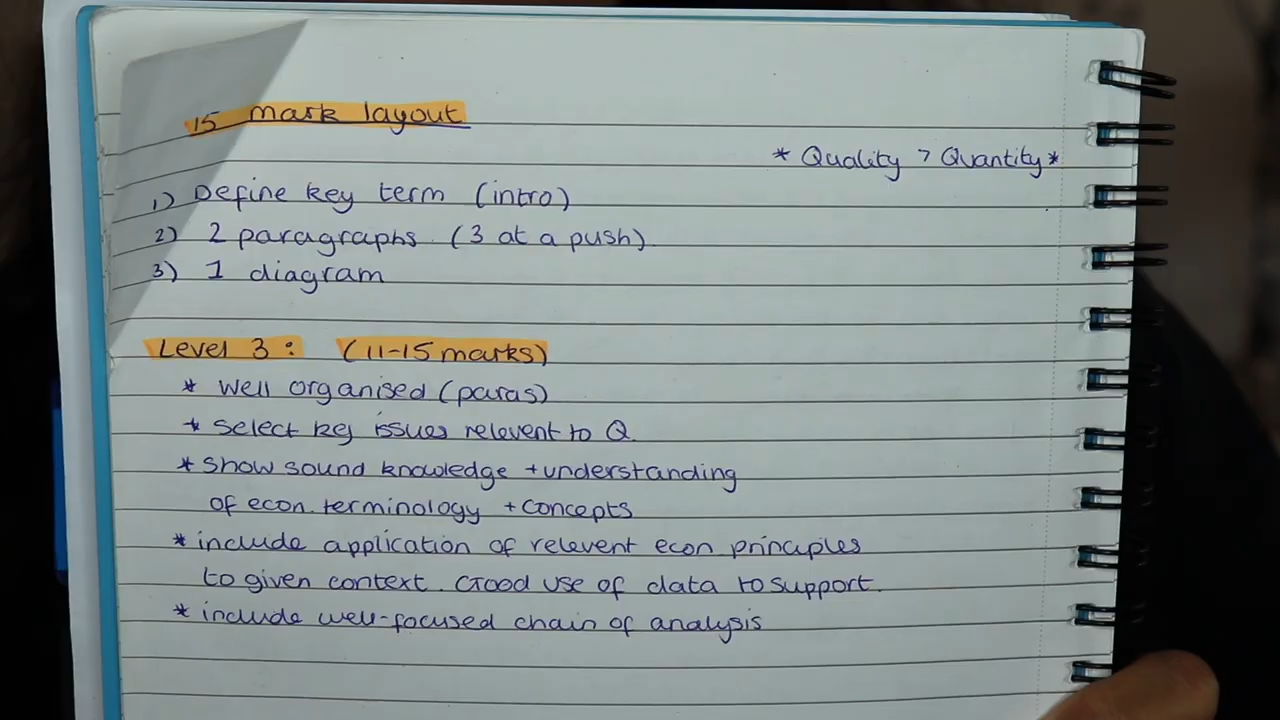 15 mark layout
* Quality > Quantity *
1) Define key term (intro)
2) 2 paragraphs (3 at a push)
3) 1 diagram
Level 3: (11-15 marks)
* well organised (paras)
* select key issues relevent to Q.
* show sound knowledge + understanding
of econ. terminology + concepts
* include application of relevent econ principles
to given context. Good use of data to support.
* include well-focused chain of analysis